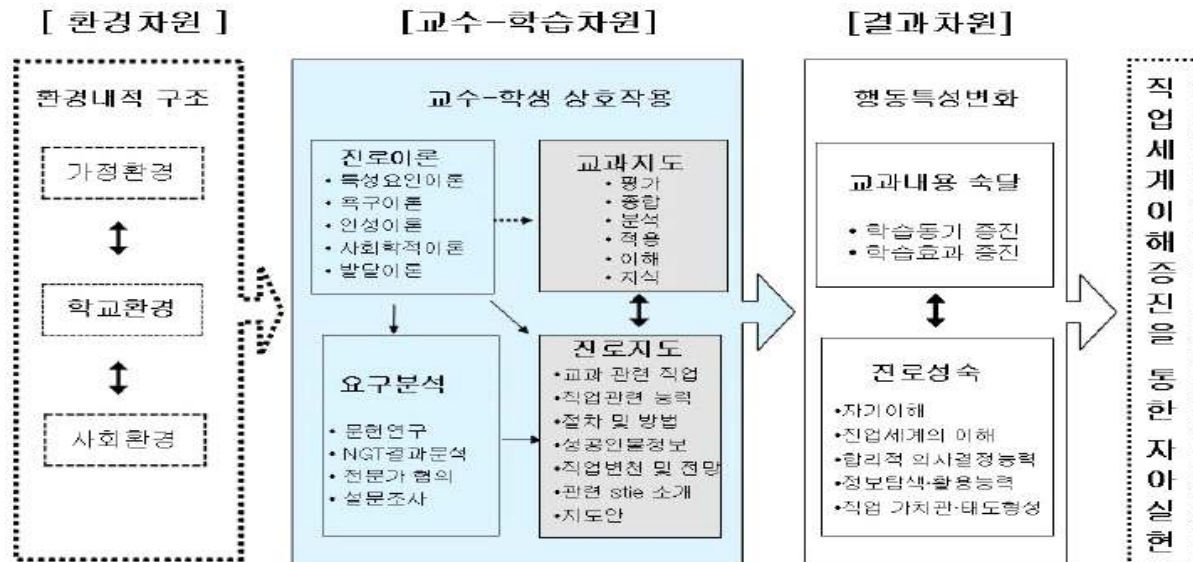 [ 환경차원 ]
환경내적 구조
가정환경
학교환경
사회환경
[교수-학습차원]
교수-학생 상호작용
진로이론
• 특성요인이론
• 욕구이론
• 인성이론
• 사회학적이론
• 발달이론
교과지도
• 평가
• 종합
• 분석
• 적용
• 이해
• 지식
요구분석
• 문헌연구
• NGT결과분석
• 전문가 협의
• 설문조사
진로지도
•교과 관련 직업
•직업관련 능력
•절차 및 방법
•성공인물정보
•직업변천 및 전망
•관련 stie 소개
•지도안
[결과차원]
행동특성변화
교과내용 숙달
• 학습동기 증진
• 학습효과 증진
진로성숙
•자기이해
•진업세계의 이해
•합리적 의사결정능력
•정보탐색·활용능력
•직업 가치관·태도형성
직업세계이해증진을 통한 자아실현